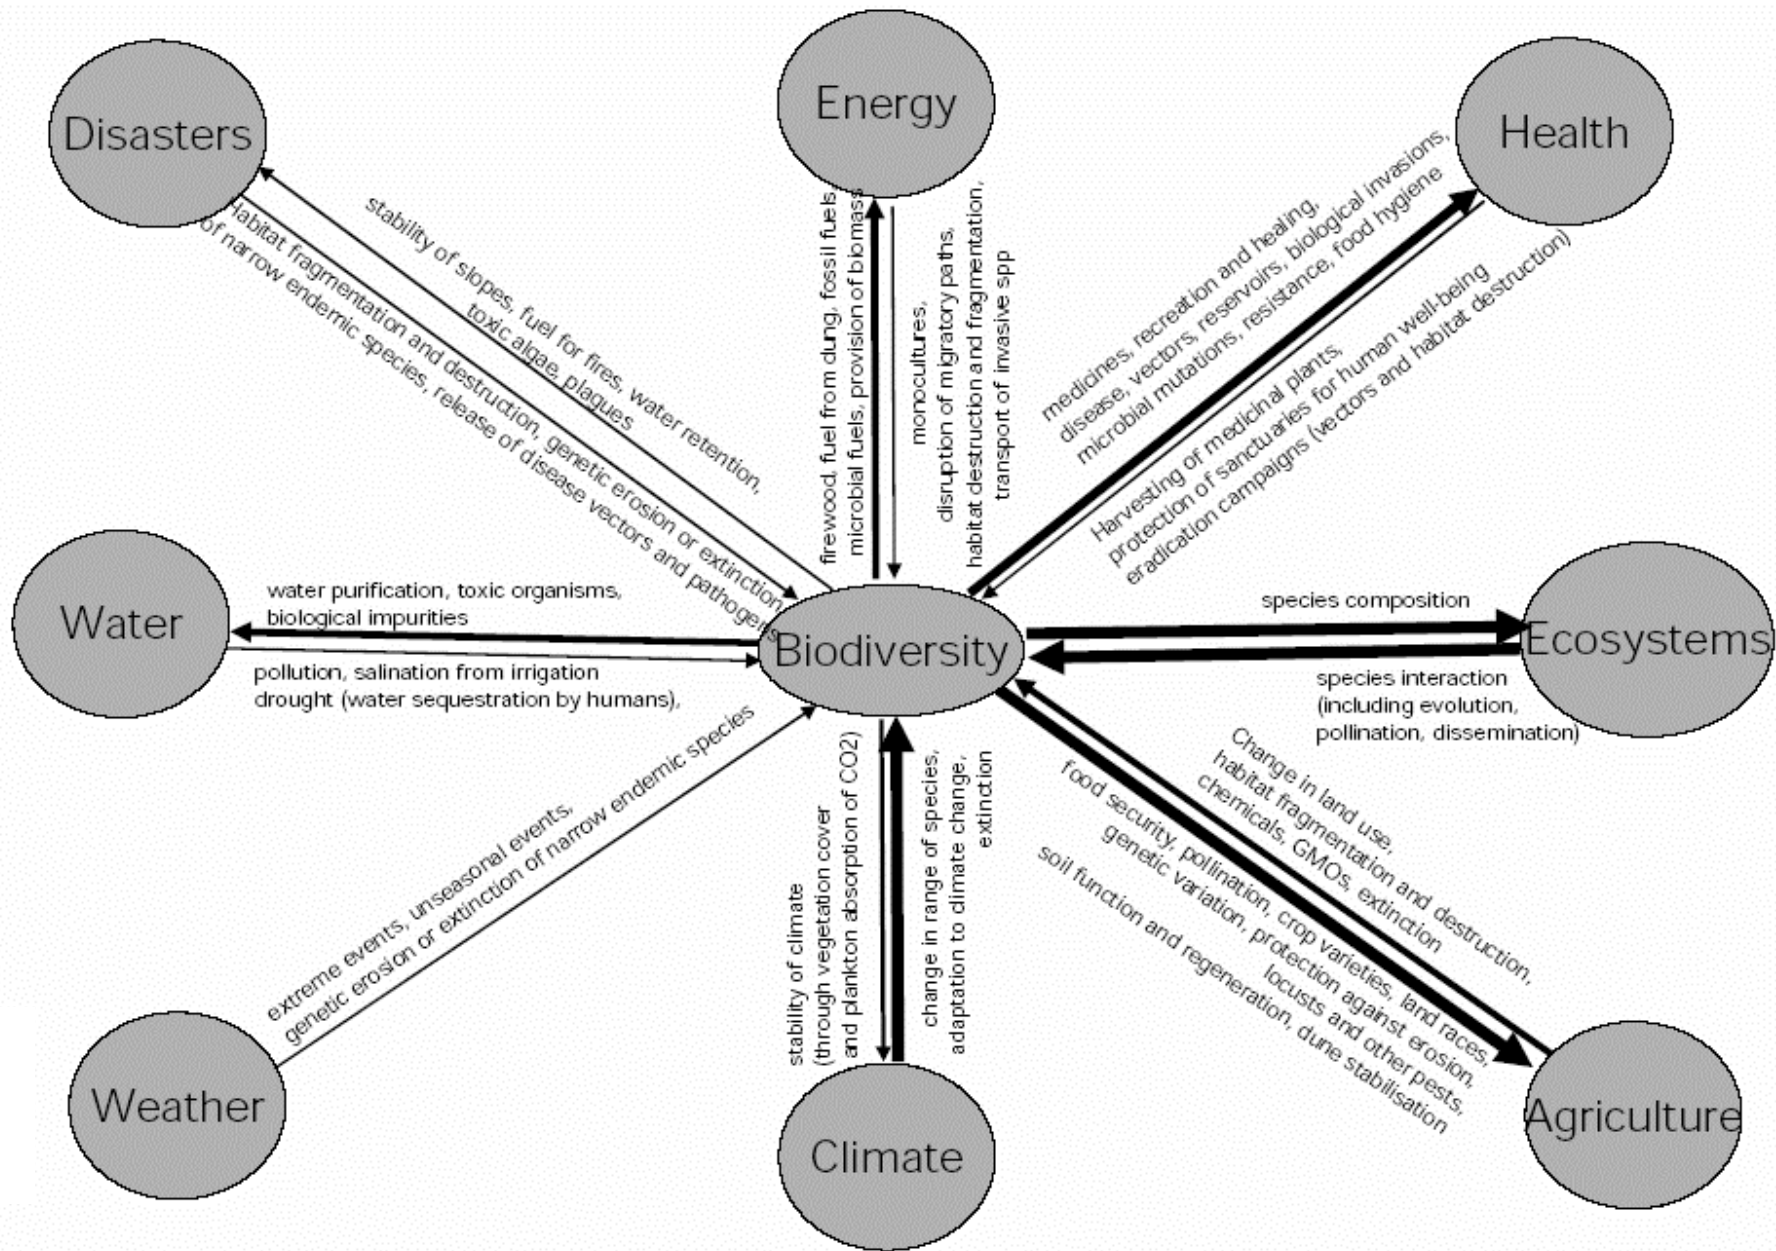 Disasters
Energy
Health
stability of slopes, fuel for fires, water retention,
toxic algae, plagues
Habitat fragmentation and destruction, genetic erosion or extinction
of narrow endemic species, release of disease vectors and pathogens
firewood, fuel from dung, fossil fuels,
microbial fuels, provision of biomass
monocultures,
disruption of migratory paths,
habitat destruction and fragmentation,
transport of invasive spp
medicines, recreation and healing,
disease, vectors, reservoirs, biological invasions,
microbial mutations, resistance, food hygiene
Harvesting of medicinal plants,
protection of sanctuaries for human well-being
eradication campaigns (vectors and habitat destruction)
Water
water purification, toxic organisms,
biological impurities
pollution, salination from irrigation
drought (water sequestration by humans),
Biodiversity
species composition
Ecosystems
species interaction
(including evolution,
pollination, dissemination)
extreme events, unseasonal events,
genetic erosion or extinction of narrow endemic species
stability of climate
(through vegetation cover
and plankton absorption of CO2)
change in range of species,
adaptation to climate change,
extinction
Change in land use,
habitat fragmentation and destruction,
chemicals, GMOs, extinction
food security, pollination, crop varieties, land races,
genetic variation, protection against erosion,
locusts and other pests,
soil function and regeneration, dune stabilisation
Weather
Climate
Agriculture